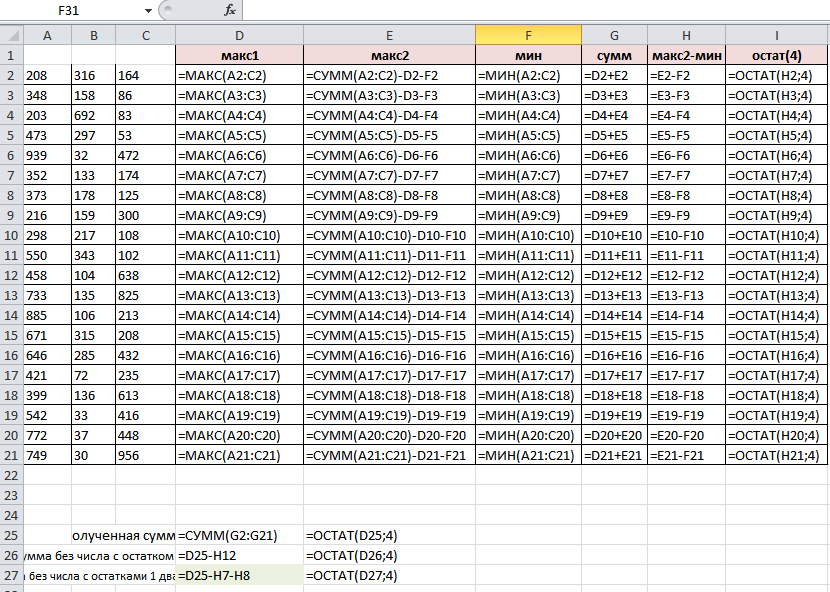 F31 fx
A B C D E F G H I
1 макс1 макс2 мин сумм макс2-мин остат(4)
2 208 316 164 =МАКС(A2:C2) =СУММ(A2:C2)-D2-F2 =МИН(A2:C2) =D2+E2 =E2-F2 =ОСТАТ(H2;4)
3 348 158 86 =МАКС(A3:C3) =СУММ(A3:C3)-D3-F3 =МИН(A3:C3) =D3+E3 =E3-F3 =ОСТАТ(H3;4)
4 203 692 83 =МАКС(A4:C4) =СУММ(A4:C4)-D4-F4 =МИН(A4:C4) =D4+E4 =E4-F4 =ОСТАТ(H4;4)
5 473 297 53 =МАКС(A5:C5) =СУММ(A5:C5)-D5-F5 =МИН(A5:C5) =D5+E5 =E5-F5 =ОСТАТ(H5;4)
6 939 32 472 =МАКС(A6:C6) =СУММ(A6:C6)-D6-F6 =МИН(A6:C6) =D6+E6 =E6-F6 =ОСТАТ(H6;4)
7 352 133 174 =МАКС(A7:C7) =СУММ(A7:C7)-D7-F7 =МИН(A7:C7) =D7+E7 =E7-F7 =ОСТАТ(H7;4)
8 373 178 125 =МАКС(A8:C8) =СУММ(A8:C8)-D8-F8 =МИН(A8:C8) =D8+E8 =E8-F8 =ОСТАТ(H8;4)
9 216 159 300 =МАКС(A9:C9) =СУММ(A9:C9)-D9-F9 =МИН(A9:C9) =D9+E9 =E9-F9 =ОСТАТ(H9;4)
10 298 217 108 =МАКС(A10:C10) =СУММ(A10:C10)-D10-F10 =МИН(A10:C10) =D10+E10 =E10-F10 =ОСТАТ(H10;4)
11 550 343 102 =МАКС(A11:C11) =СУММ(A11:C11)-D11-F11 =МИН(A11:C11) =D11+E11 =E11-F11 =ОСТАТ(H11;4)
12 458 104 638 =МАКС(A12:C12) =СУММ(A12:C12)-D12-F12 =МИН(A12:C12) =D12+E12 =E12-F12 =ОСТАТ(H12;4)
13 733 135 825 =МАКС(A13:C13) =СУММ(A13:C13)-D13-F13 =МИН(A13:C13) =D13+E13 =E13-F13 =ОСТАТ(H13;4)
14 885 106 213 =МАКС(A14:C14) =СУММ(A14:C14)-D14-F14 =МИН(A14:C14) =D14+E14 =E14-F14 =ОСТАТ(H14;4)
15 671 315 208 =МАКС(A15:C15) =СУММ(A15:C15)-D15-F15 =МИН(A15:C15) =D15+E15 =E15-F15 =ОСТАТ(H15;4)
16 646 285 432 =МАКС(A16:C16) =СУММ(A16:C16)-D16-F16 =МИН(A16:C16) =D16+E16 =E16-F16 =ОСТАТ(H16;4)
17 421 72 235 =МАКС(A17:C17) =СУММ(A17:C17)-D17-F17 =МИН(A17:C17) =D17+E17 =E17-F17 =ОСТАТ(H17;4)
18 399 136 613 =МАКС(A18:C18) =СУММ(A18:C18)-D18-F18 =МИН(A18:C18) =D18+E18 =E18-F18 =ОСТАТ(H18;4)
19 542 33 416 =МАКС(A19:C19) =СУММ(A19:C19)-D19-F19 =МИН(A19:C19) =D19+E19 =E19-F19 =ОСТАТ(H19;4)
20 772 37 448 =МАКС(A20:C20) =СУММ(A20:C20)-D20-F20 =МИН(A20:C20) =D20+E20 =E20-F20 =ОСТАТ(H20;4)
21 749 30 956 =МАКС(A21:C21) =СУММ(A21:C21)-D21-F21 =МИН(A21:C21) =D21+E21 =E21-F21 =ОСТАТ(H21;4)
22
23
24
25 олученная сумм =СУММ(G2:G21) =ОСТАТ(D25;4)
26 умма без числа с остатком =D25-H12 =ОСТАТ(D26;4)
27 без числа с остатками 1 два =D25-H7-H8 =ОСТАТ(D27;4)